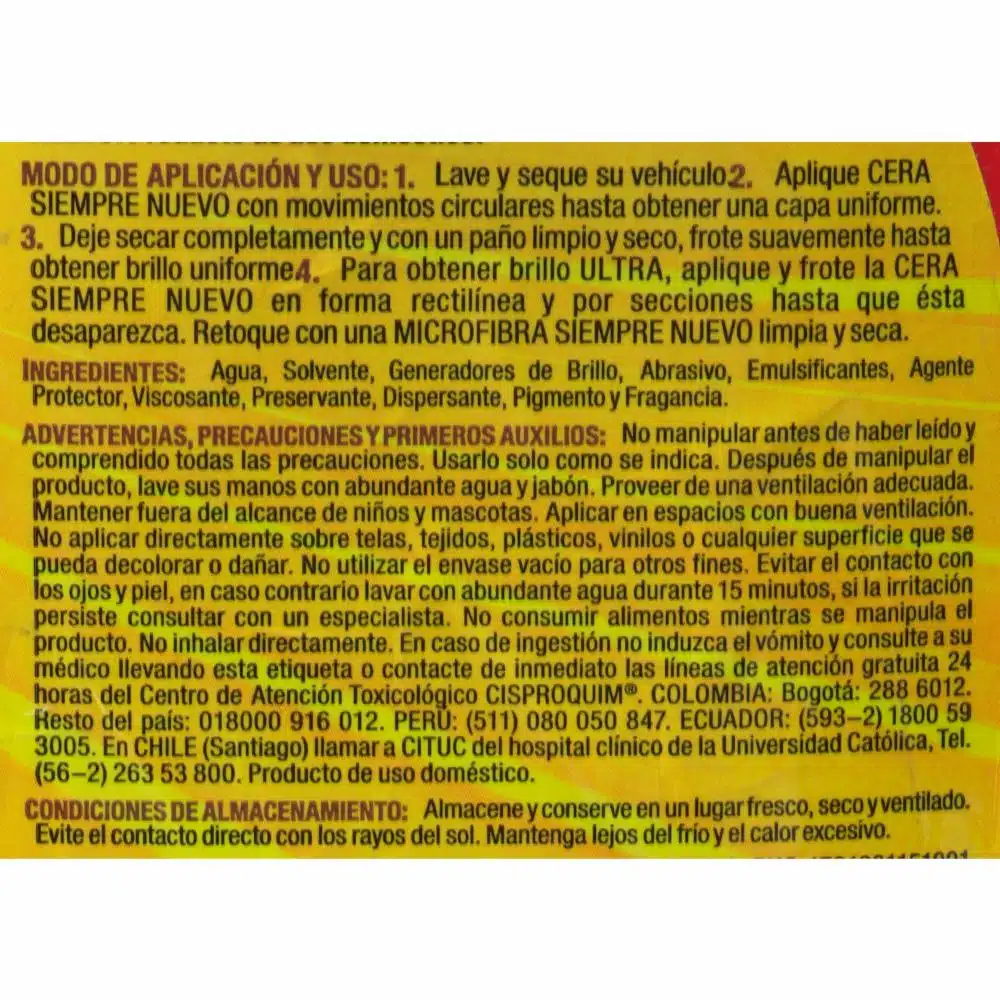 MODO DE APLICACIÓN Y USO: 1. Lave y seque su vehículo2. Aplique CERA
SIEMPRE NUEVO con movimientos circulares hasta obtener una capa uniforme.
3. Deje secar completamente y con un paño limpio y seco, frote suavemente hasta
obtener brillo uniforme4. Para obtener brillo ULTRA, aplique y frote la CERA
SIEMPRE NUEVO en forma rectilínea y por secciones hasta que ésta
desaparezca. Retoque con una MICROFIBRA SIEMPRE NUEVO limpia y seca.
INGREDIENTES: Agua, Solvente, Generadores de Brillo, Abrasivo, Emulsificantes, Agente
Protector, Viscosante, Preservante, Dispersante, Pigmento y Fragancia.
ADVERTENCIAS, PRECAUCIONES Y PRIMEROS AUXILIOS: No manipular antes de haber leído y
comprendido todas las precauciones. Usarlo solo como se indica. Después de manipular el
producto, lave sus manos con abundante agua y jabón. Proveer de una ventilación adecuada.
Mantener fuera del alcance de niños y mascotas. Aplicar en espacios con buena ventilación.
No aplicar directamente sobre telas, tejidos, plásticos, vinilos o cualquier superficie que se
pueda decolorar o dañar. No utilizar el envase vacío para otros fines. Evitar el contacto con
los ojos y piel, en caso contrario lavar con abundante agua durante 15 minutos, si la irritación
persiste consultar con un especialista. No consumir alimentos mientras se manipula el
producto. No inhalar directamente. En caso de ingestión no induzca el vómito y consulte a su
médico llevando esta etiqueta o contacte de inmediato las líneas de atención gratuita 24
horas del Centro de Atención Toxicológico CISPROQUIM®. COLOMBIA: Bogotá: 288 6012.
Resto del país: 018000 916 012. PERÚ: (511) 080 050 847. ECUADOR: (593–2) 1800 59
3005. En CHILE (Santiago) llamar a CITUC del hospital clínico de la Universidad Católica, Tel.
(56–2) 263 53 800. Producto de uso doméstico.
CONDICIONES DE ALMACENAMIENTO: Almacene y conserve en un lugar fresco, seco y ventilado.
Evite el contacto directo con los rayos del sol. Mantenga lejos del frío y el calor excesivo.